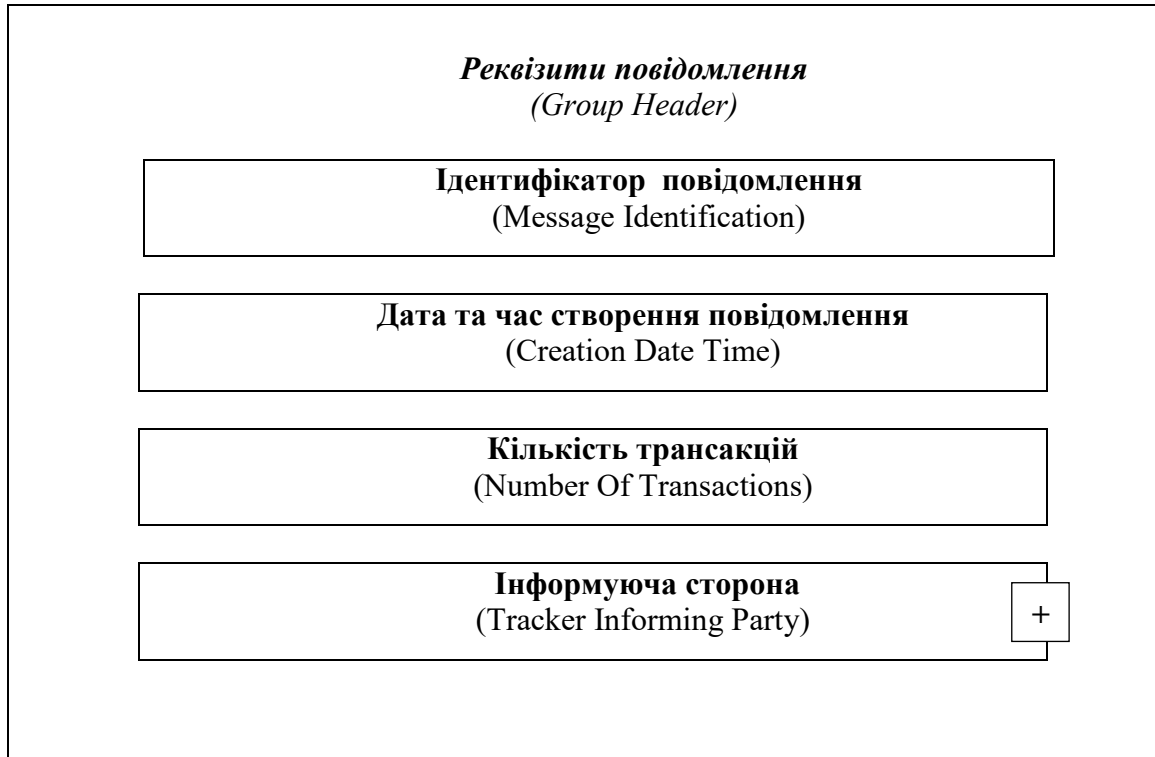 Реквізити повідомлення
(Group Header)
Ідентифікатор повідомлення
(Message Identification)
Дата та час створення повідомлення
(Creation Date Time)
Кількість трансакцій
(Number Of Transactions)
Інформуюча сторона
(Tracker Informing Party)
+